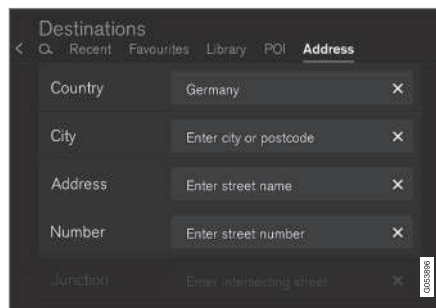 Destinations
Recent Favourites Library POI Address
Country Germany
City Enter city or postcode
Address Enter street name
Number Enter street number
Junction Enter intersecting street
G053896